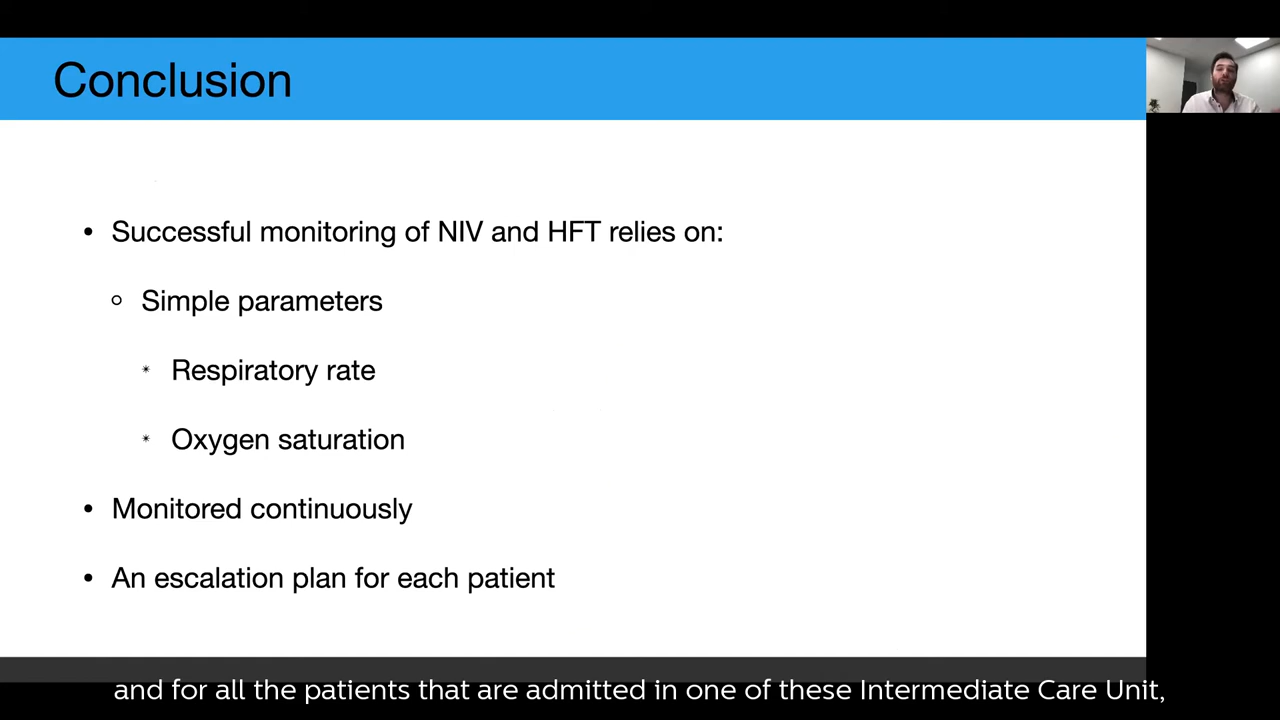 Conclusion
• Successful monitoring of NIV and HFT relies on:
○ Simple parameters
* Respiratory rate
* Oxygen saturation
• Monitored continuously
• An escalation plan for each patient
and for all the patients that are admitted in one of these Intermediate Care Unit,